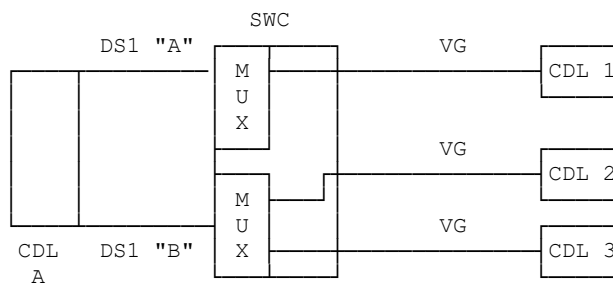 SWC
DS1 "A"
VG
M
U
X
CDL 1
VG
CDL 2
M
U
X
VG
CDL 3
CDL
A
DS1 "B"